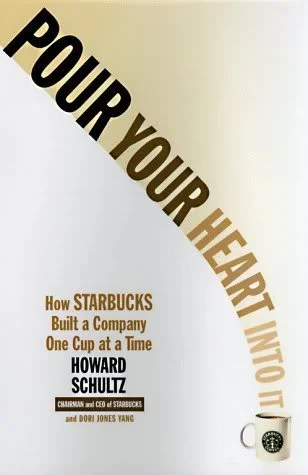 POUR YOUR HEART INTO IT
How STARBUCKS
Built a Company
One Cup at a Time
HOWARD
SCHULTZ
CHAIRMAN and CEO OF STARBUCKS
and DORI JONES YANG